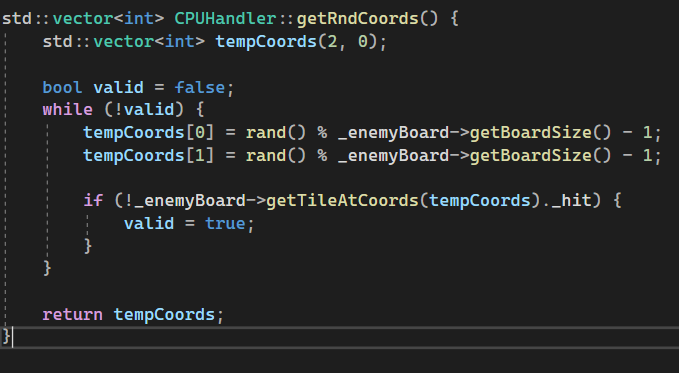 std::vector<int> CPUHandler::getRndCoords() {
    std::vector<int> tempCoords(2, 0);

    bool valid = false;
    while (!valid) {
        tempCoords[0] = rand() % _enemyBoard->getBoardSize() - 1;
        tempCoords[1] = rand() % _enemyBoard->getBoardSize() - 1;

        if (!_enemyBoard->getTileAtCoords(tempCoords)._hit) {
            valid = true;
        }
    }

    return tempCoords;
}